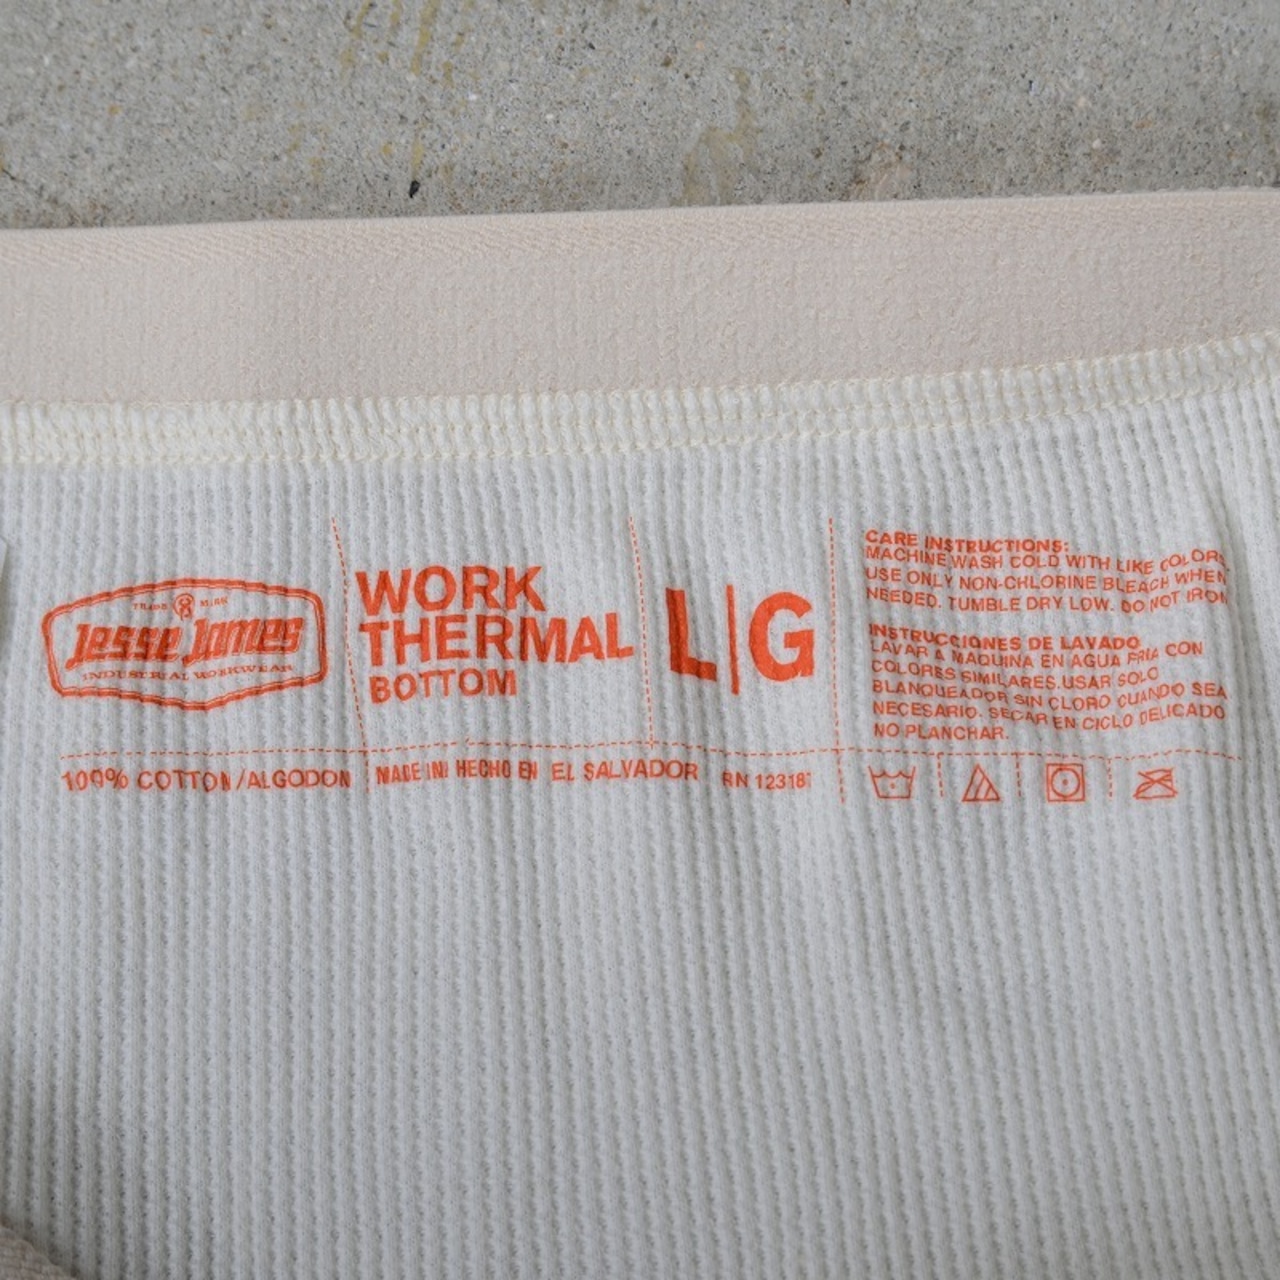 TRADE MARK
Jesse James
INDUSTRIAL WORKWEAR
WORK
THERMAL
BOTTOM
L|G
CARE INSTRUCTIONS:
MACHINE WASH COLD WITH LIKE COLORS.
USE ONLY NON-CHLORINE BLEACH WHEN
NEEDED. TUMBLE DRY LOW. DO NOT IRON
INSTRUCCIONES DE LAVADO
LAVAR A MAQUINA EN AGUA FRIA CON
COLORES SIMILARES.USAR SOLO
BLANQUEADOR SIN CLORO CUANDO SEA
NECESARIO. SECAR EN CICLO DELICADO
NO PLANCHAR.
100% COTTON/ALGODON
MADE IN/ HECHO EN EL SALVADOR RN 123187